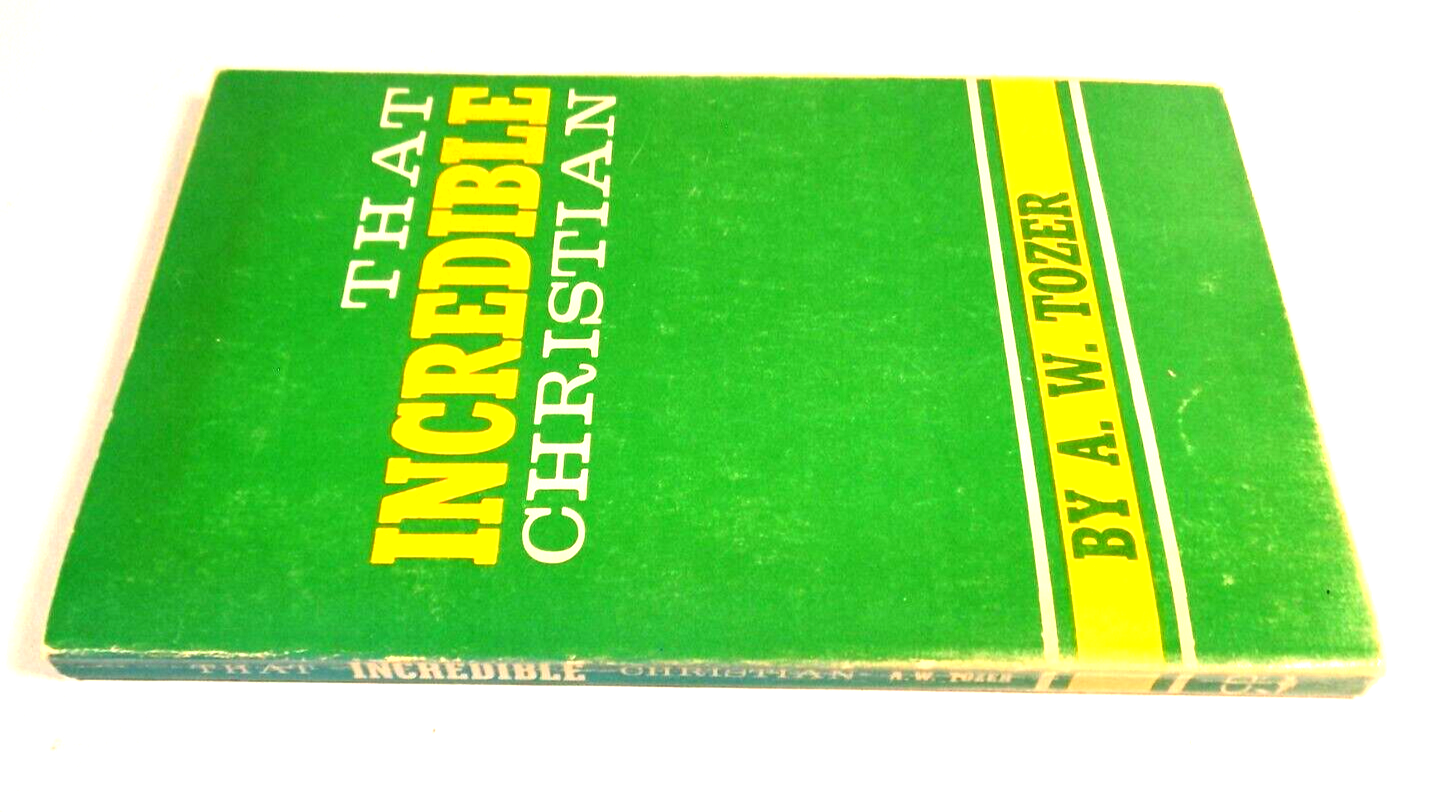 THAT
INCREDIBLE
CHRISTIAN
BY A. W. TOZER
THAT INCREDIBLE CHRISTIAN A. W. TOZER